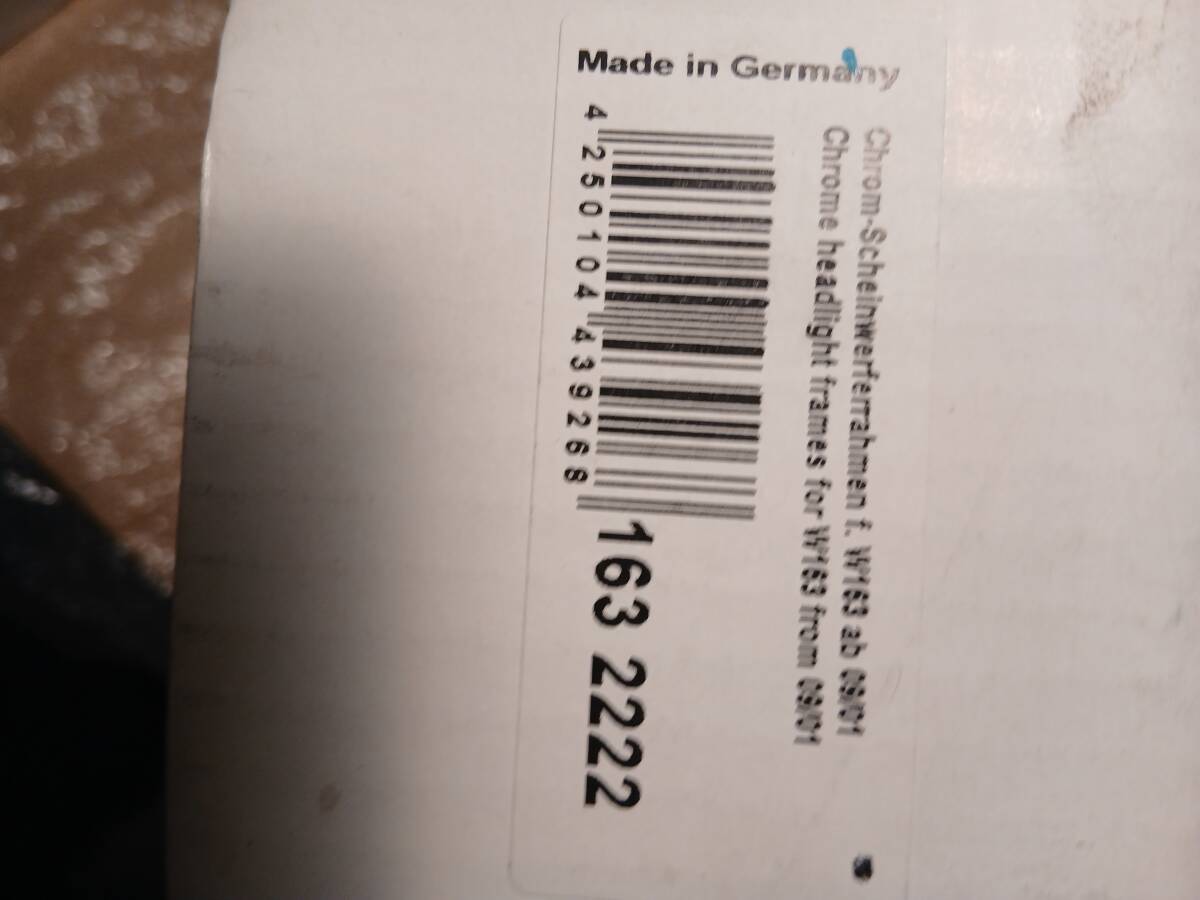 Made in Germany
Chrom-Scheinwerferrahmen f. W163 ab 09/01
Chrome headlight frames for W163 from 09/01
4 250104 439268
163 2222